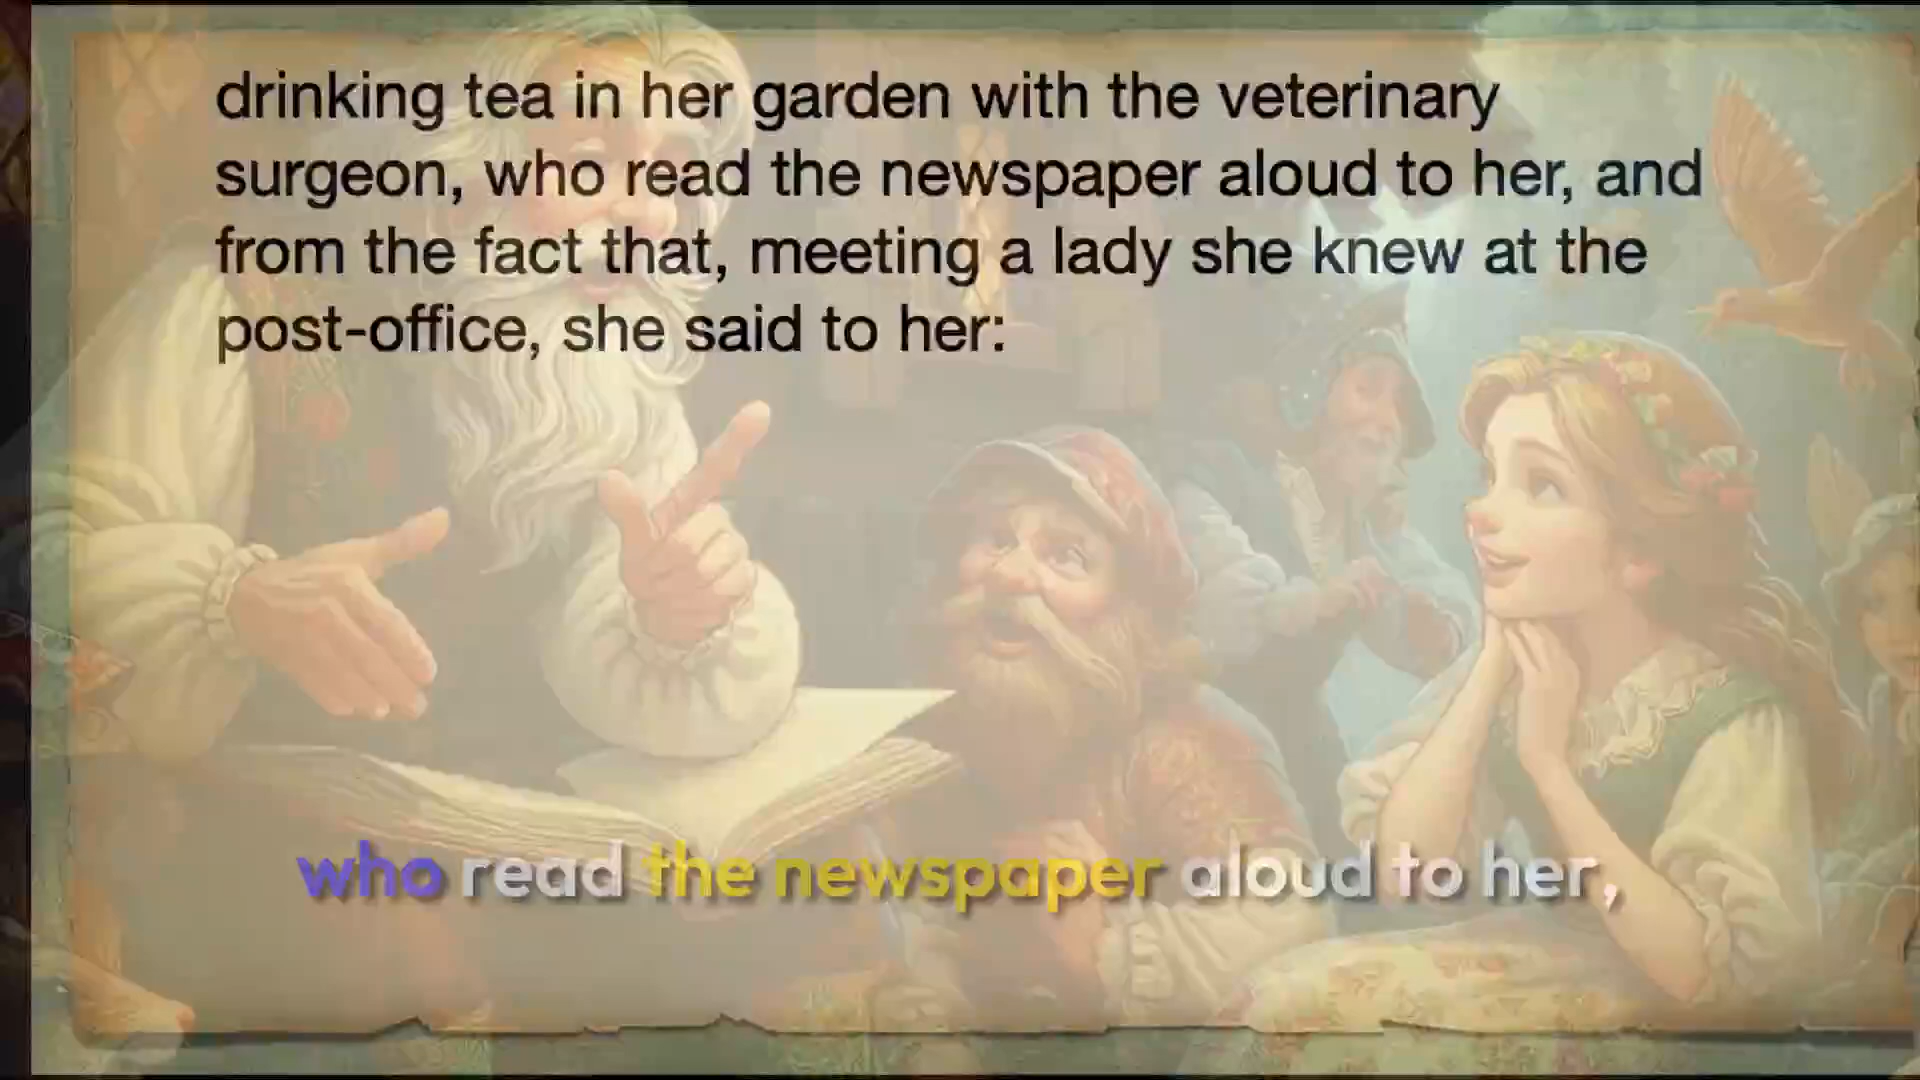 drinking tea in her garden with the veterinary
surgeon, who read the newspaper aloud to her, and
from the fact that, meeting a lady she knew at the
post-office, she said to her:
who read the newspaper aloud to her,